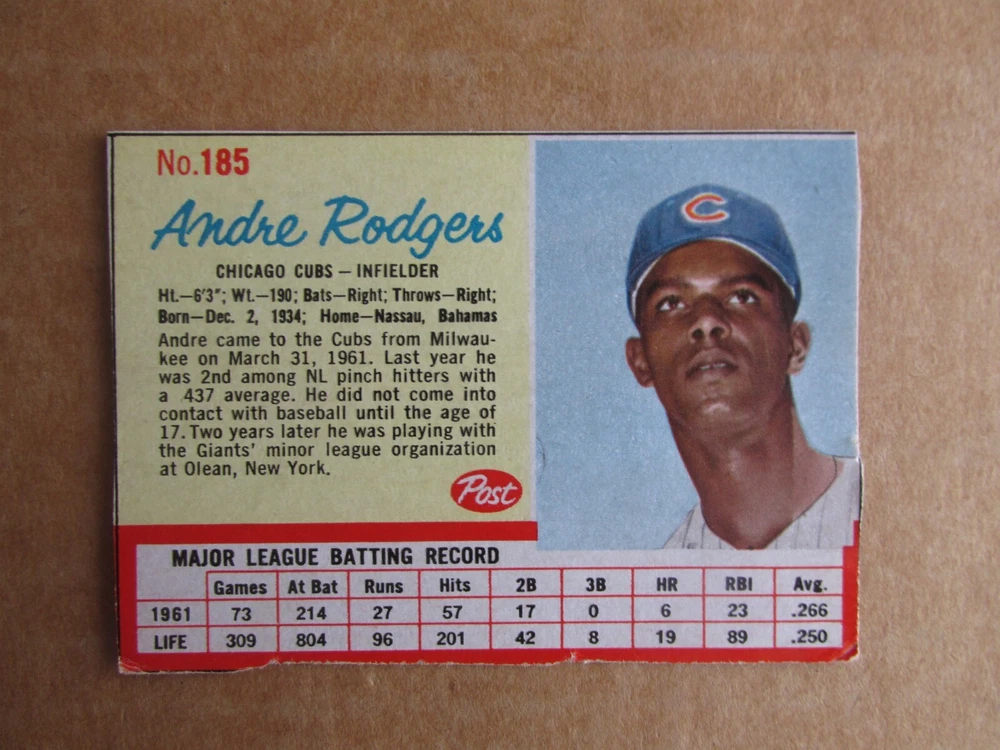 No.185
Andre Rodgers
CHICAGO CUBS — INFIELDER
Ht.—6'3"; Wt.—190; Bats—Right; Throws—Right;
Born—Dec. 2, 1934; Home—Nassau, Bahamas
Andre came to the Cubs from Milwau-
kee on March 31, 1961. Last year he
was 2nd among NL pinch hitters with
a .437 average. He did not come into
contact with baseball until the age of
17. Two years later he was playing with
the Giants' minor league organization
at Olean, New York.
Post
C
MAJOR LEAGUE BATTING RECORD
Games At Bat Runs Hits 2B 3B HR RBI Avg.
1961 73 214 27 57 17 0 6 23 .266
LIFE 309 804 96 201 42 8 19 89 .250